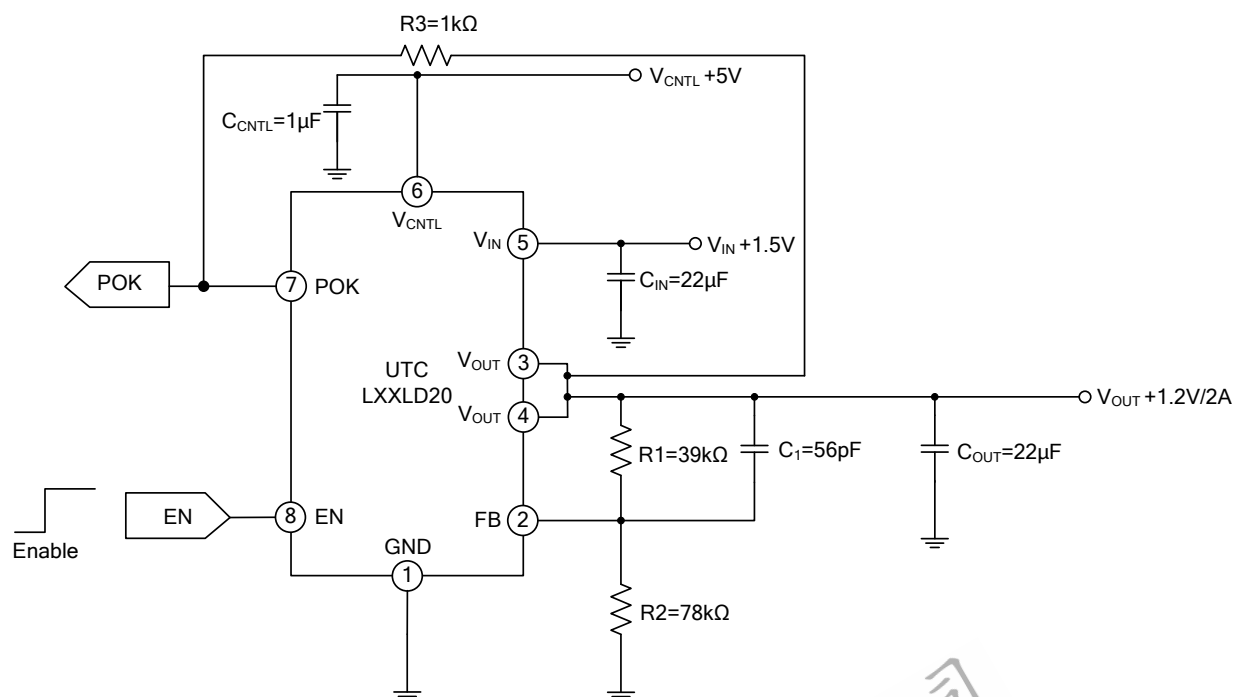 R3=1kΩ
VCNTL +5V
CCNTL=1μF
6
VCNTL
VIN 5
VIN +1.5V
CIN=22μF
POK
7 POK
VOUT 3
UTC
LXXLD20
VOUT 4
VOUT +1.2V/2A
R1=39kΩ
C1=56pF
COUT=22μF
Enable
EN
8 EN
FB 2
GND
1
R2=78kΩ
司